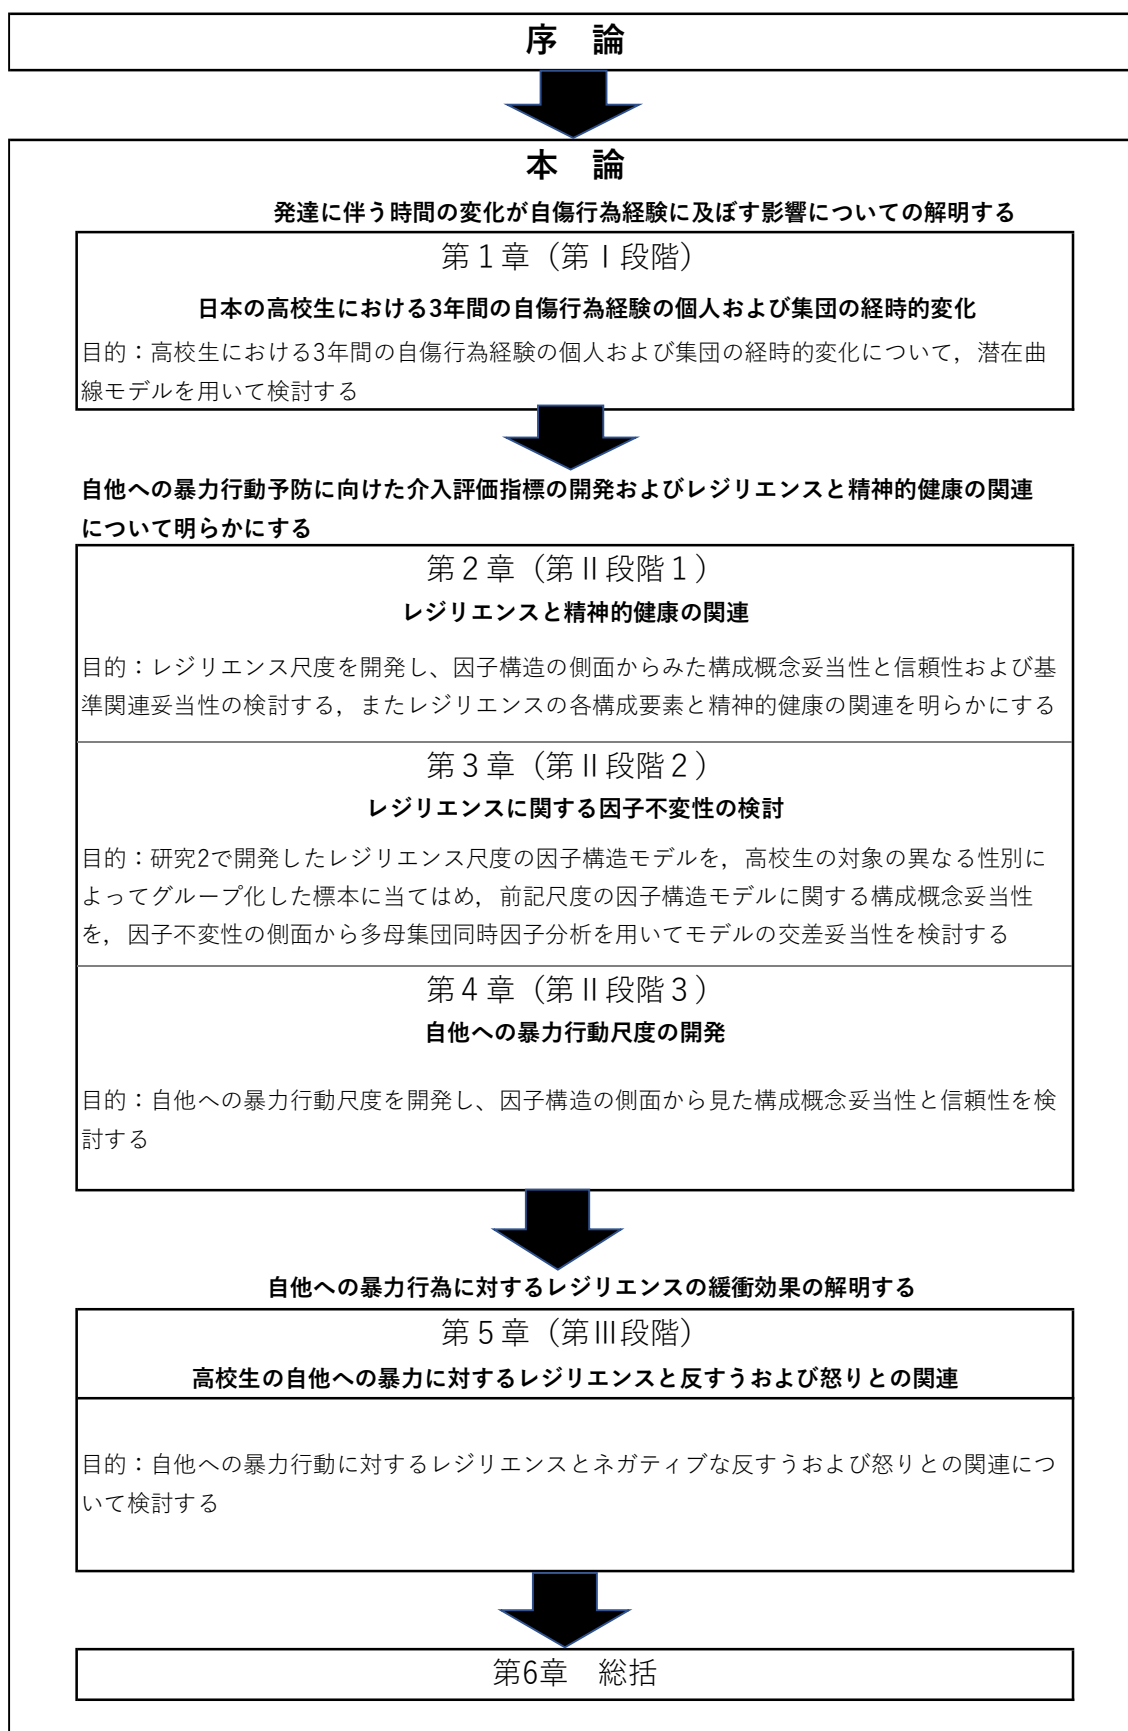 序　論
本　論
発達に伴う時間の変化が自傷行為経験に及ぼす影響についての解明する
第１章（第Ⅰ段階）
日本の高校生における3年間の自傷行為経験の個人および集団の経時的変化
目的：高校生における3年間の自傷行為経験の個人および集団の経時的変化について，潜在曲
線モデルを用いて検討する
自他への暴力行動予防に向けた介入評価指標の開発およびレジリエンスと精神的健康の関連
について明らかにする
第２章（第Ⅱ段階１）
レジリエンスと精神的健康の関連
目的：レジリエンス尺度を開発し、因子構造の側面からみた構成概念妥当性と信頼性および基
準関連妥当性の検討する，またレジリエンスの各構成要素と精神的健康の関連を明らかにする
第３章（第Ⅱ段階２）
レジリエンスに関する因子不変性の検討
目的：研究2で開発したレジリエンス尺度の因子構造モデルを，高校生の対象の異なる性別に
よってグループ化した標本に当てはめ，前記尺度の因子構造モデルに関する構成概念妥当性
を，因子不変性の側面から多母集団同時因子分析を用いてモデルの交差妥当性を検討する
第４章（第Ⅱ段階３）
自他への暴力行動尺度の開発
目的：自他への暴力行動尺度を開発し、因子構造の側面から見た構成概念妥当性と信頼性を検
討する
自他への暴力行為に対するレジリエンスの緩衝効果の解明する
第５章（第Ⅲ段階）
高校生の自他への暴力に対するレジリエンスと反すうおよび怒りとの関連
目的：自他への暴力行動に対するレジリエンスとネガティブな反すうおよび怒りとの関連につ
いて検討する
第6章　総括